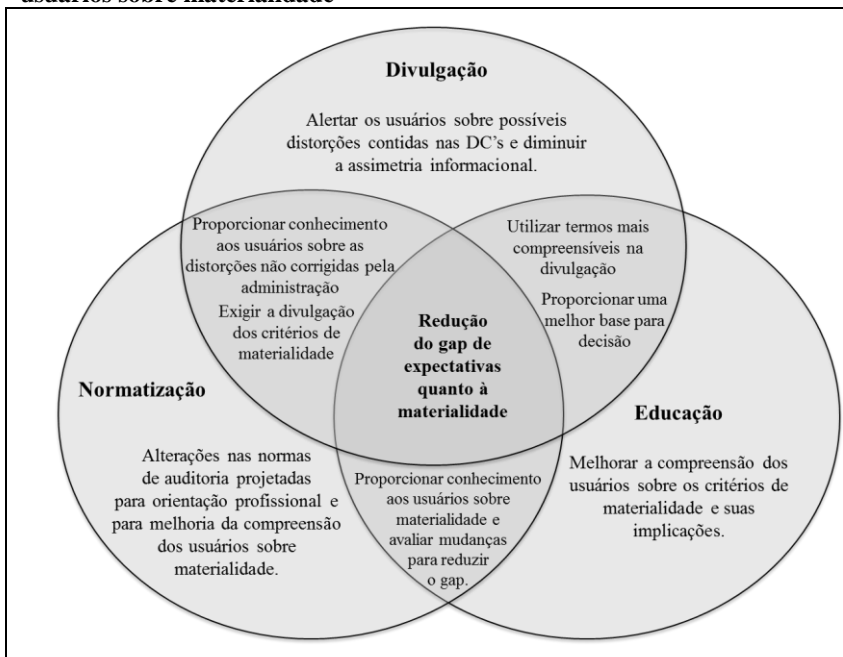 usuários sobre materialidade
Divulgação
Alertar os usuários sobre possíveis
distorções contidas nas DC's e diminuir
a assimetria informacional.
Proporcionar conhecimento
aos usuários sobre as
distorções não corrigidas pela
administração
Exigir a divulgação
dos critérios de
materialidade
Utilizar termos mais
compreensíveis na
divulgação
Proporcionar uma
melhor base para
decisão
Redução
do gap de
expectativas
quanto à
materialidade
Normatização
Alterações nas normas
de auditoria projetadas
para orientação profissional e
para melhoria da compreensão
dos usuários sobre
materialidade.
Proporcionar conhecimento
aos usuários sobre
materialidade e
avaliar mudanças
para reduzir
o gap.
Educação
Melhorar a compreensão dos
usuários sobre os critérios de
materialidade e suas
implicações.